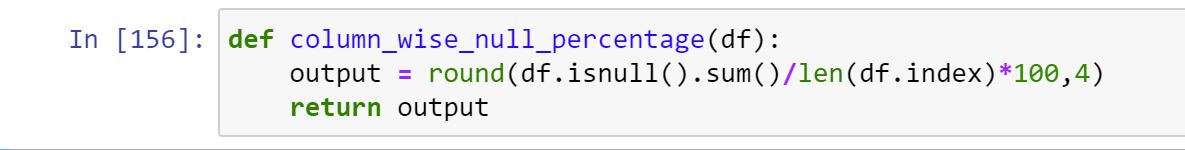 In [156]: def column_wise_null_percentage(df):
    output = round(df.isnull().sum()/len(df.index)*100,4)
    return output